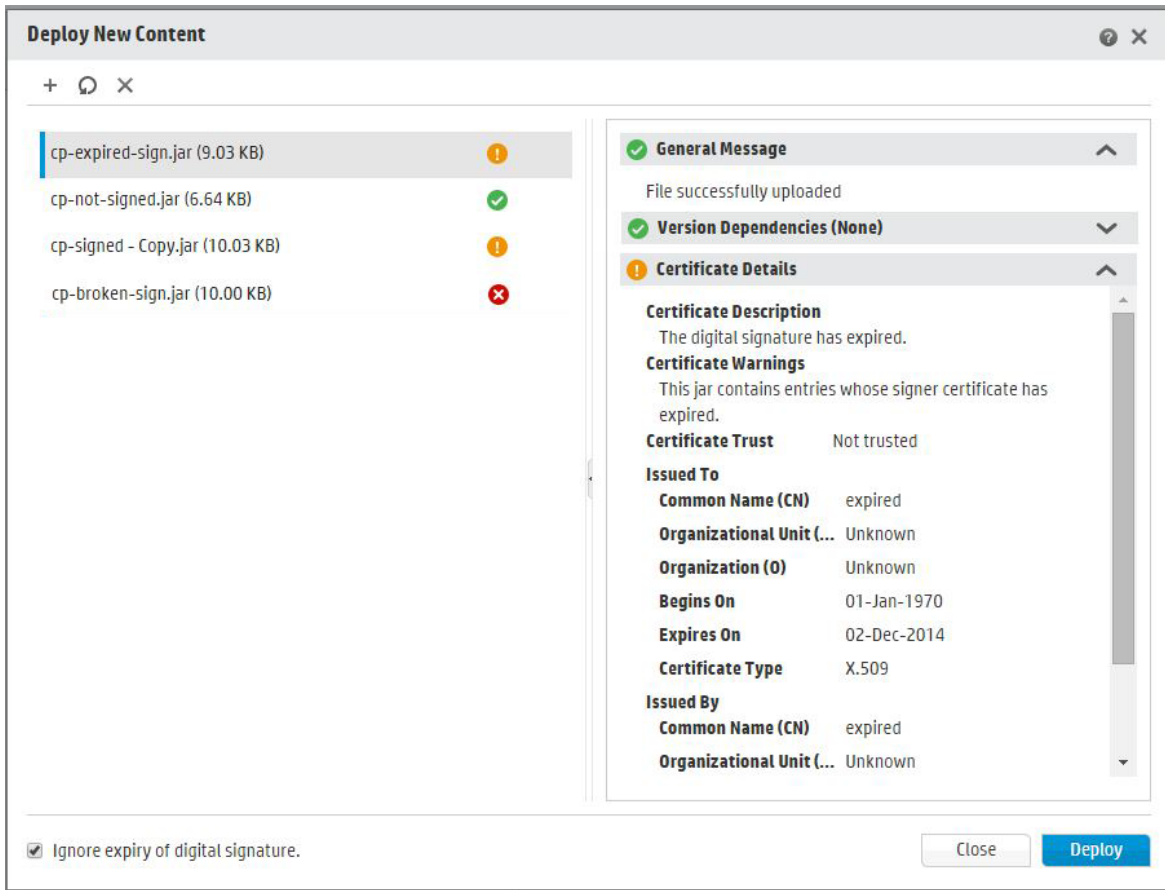 Deploy New Content
cp-expired-sign.jar (9.03 KB)
cp-not-signed.jar (6.64 KB)
cp-signed - Copy.jar (10.03 KB)
cp-broken-sign.jar (10.00 KB)
General Message
File successfully uploaded
Version Dependencies (None)
Certificate Details
Certificate Description
The digital signature has expired.
Certificate Warnings
This jar contains entries whose signer certificate has
expired.
Certificate Trust Not trusted
Issued To
Common Name (CN) expired
Organizational Unit (... Unknown
Organization (O) Unknown
Begins On 01-Jan-1970
Expires On 02-Dec-2014
Certificate Type X.509
Issued By
Common Name (CN) expired
Organizational Unit (... Unknown
Ignore expiry of digital signature.
Close Deploy